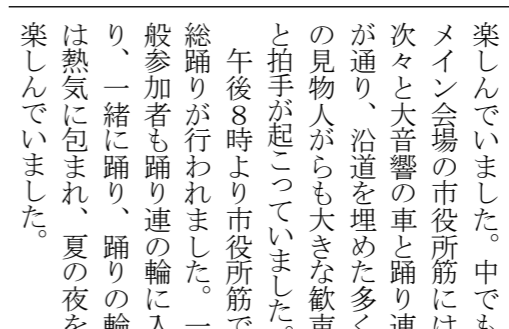 楽しんでいました。中でも
メイン会場の市役所筋には
次々と大音響の車と踊り連
が通り、沿道を埋めた多く
の見物人がらも大きな歓声
と拍手が起こっていました。
　午後８時より市役所筋で
総踊りが行われました。一
般参加者も踊り連の輪に入
り、一緒に踊り、踊りの輪
は熱気に包まれ、夏の夜を
楽しんでいました。